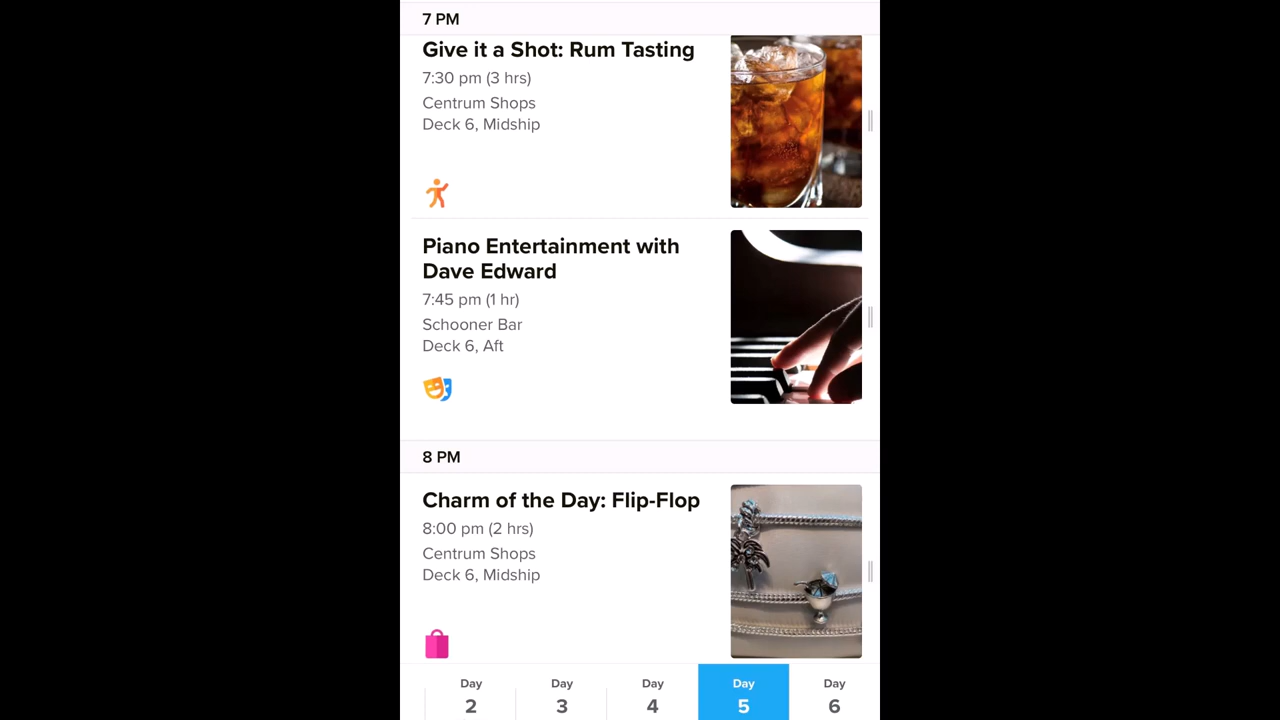 7 PM
Give it a Shot: Rum Tasting
7:30 pm (3 hrs)
Centrum Shops
Deck 6, Midship
Piano Entertainment with
Dave Edward
7:45 pm (1 hr)
Schooner Bar
Deck 6, Aft
8 PM
Charm of the Day: Flip-Flop
8:00 pm (2 hrs)
Centrum Shops
Deck 6, Midship
Day Day Day Day Day
2 3 4 5 6